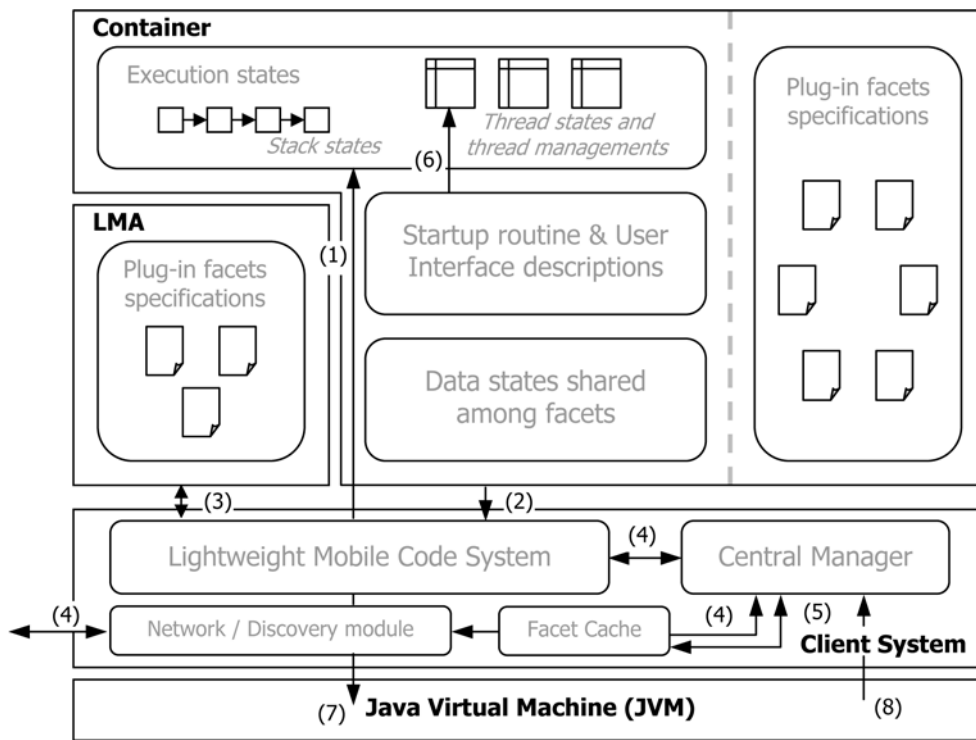 Container
Execution states
Stack states
Thread states and
thread managements
(6)
Plug-in facets
specifications
LMA
Plug-in facets
specifications
(1)
Startup routine & User
Interface descriptions
Data states shared
among facets
(3)
(2)
Lightweight Mobile Code System
(4)
Central Manager
(4)
Network / Discovery module
Facet Cache
(4)
(5)
Client System
(7)
Java Virtual Machine (JVM)
(8)